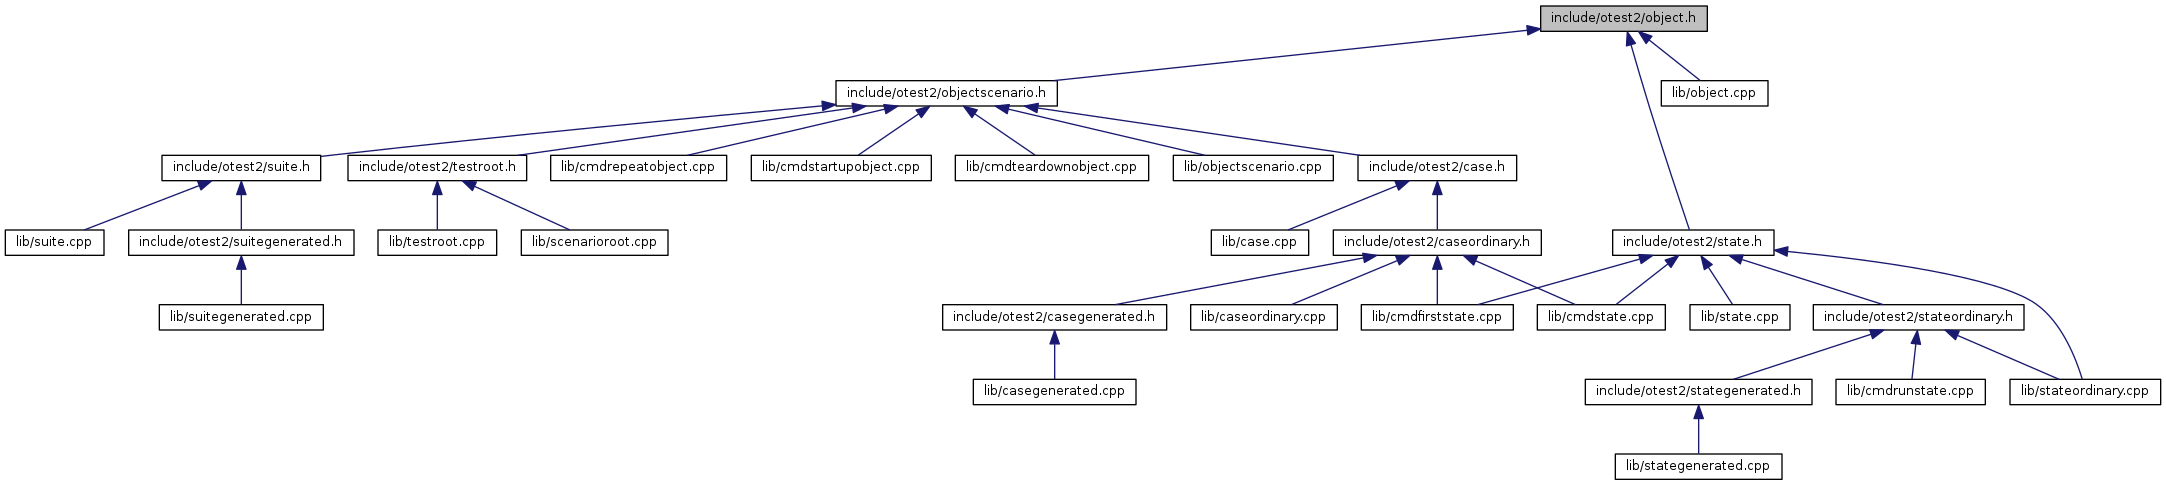 include/otest2/object.h
include/otest2/objectscenario.h
lib/object.cpp
include/otest2/suite.h
include/otest2/testroot.h
lib/cmdrepeatobject.cpp
lib/cmdstartupobject.cpp
lib/cmdteardownobject.cpp
lib/objectscenario.cpp
include/otest2/case.h
lib/suite.cpp
include/otest2/suitegenerated.h
lib/testroot.cpp
lib/scenarioroot.cpp
lib/case.cpp
include/otest2/caseordinary.h
include/otest2/state.h
lib/suitegenerated.cpp
include/otest2/casegenerated.h
lib/caseordinary.cpp
lib/cmdfirststate.cpp
lib/cmdstate.cpp
lib/state.cpp
include/otest2/stateordinary.h
lib/casegenerated.cpp
include/otest2/stategenerated.h
lib/cmdrunstate.cpp
lib/stateordinary.cpp
lib/stategenerated.cpp